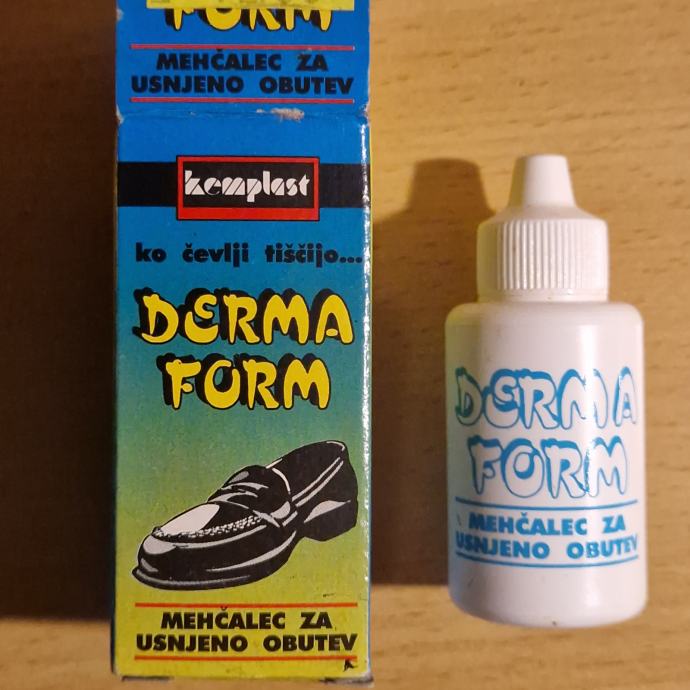 FORM
MEHČALEC ZA
USNJENO OBUTEV
kemplast
ko čevlji tiščijo...
DERMA
FORM
MEHČALEC ZA
USNJENO OBUTEV
DERMA
FORM
MEHČALEC ZA
USNJENO OBUTEV